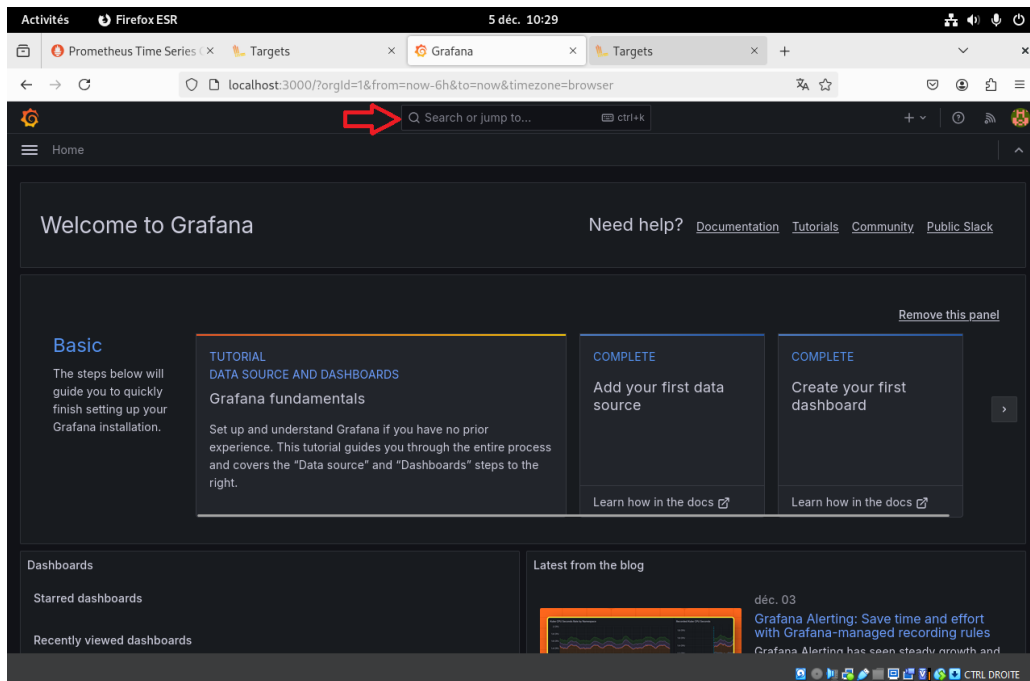 Activités Firefox ESR 5 déc. 10:29
Prometheus Time Series Targets Grafana Targets
localhost:3000/?orgId=1&from=now-6h&to=now&timezone=browser
Search or jump to... ctrl+k
Home
Welcome to Grafana
Need help? Documentation Tutorials Community Public Slack
Remove this panel
Basic
The steps below will
guide you to quickly
finish setting up your
Grafana installation.
TUTORIAL
DATA SOURCE AND DASHBOARDS
Grafana fundamentals
Set up and understand Grafana if you have no prior
experience. This tutorial guides you through the entire process
and covers the “Data source” and “Dashboards” steps to the
right.
COMPLETE
Add your first data
source
Learn how in the docs
COMPLETE
Create your first
dashboard
Learn how in the docs
Dashboards
Starred dashboards
Recently viewed dashboards
Latest from the blog
déc. 03
Grafana Alerting: Save time and effort
with Grafana-managed recording rules
Grafana Alerting has seen steady growth and
CTRL DROITE